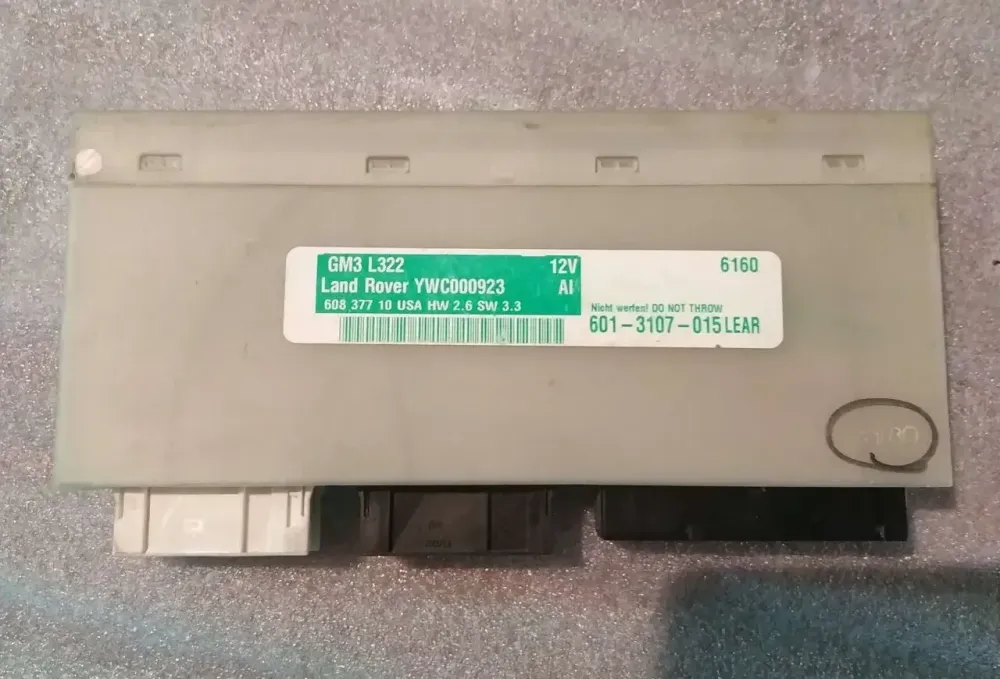 GM3 L322 12V 6160
Land Rover YWC000923 AI
608 377 10 USA HW 2.6 SW 3.3
Nicht werfen! DO NOT THROW
601-3107-015 LEAR